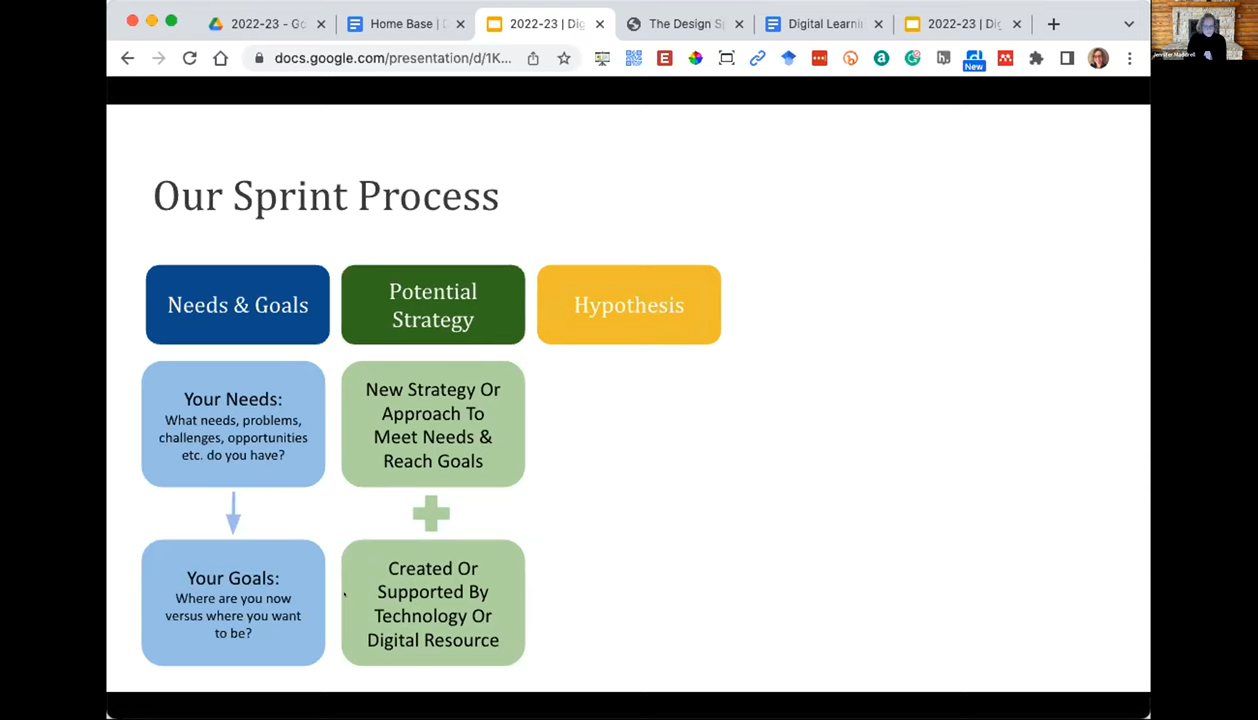 2022-23 - Go
Home Base |
2022-23 | Dig
The Design S
Digital Learni
2022-23 | Dig
docs.google.com/presentation/d/1K...
New
Our Sprint Process
Needs & Goals
Potential
Strategy
Hypothesis
Your Needs:
What needs, problems,
challenges, opportunities
etc. do you have?
New Strategy Or
Approach To
Meet Needs &
Reach Goals
Your Goals:
Where are you now
versus where you want
to be?
Created Or
Supported By
Technology Or
Digital Resource